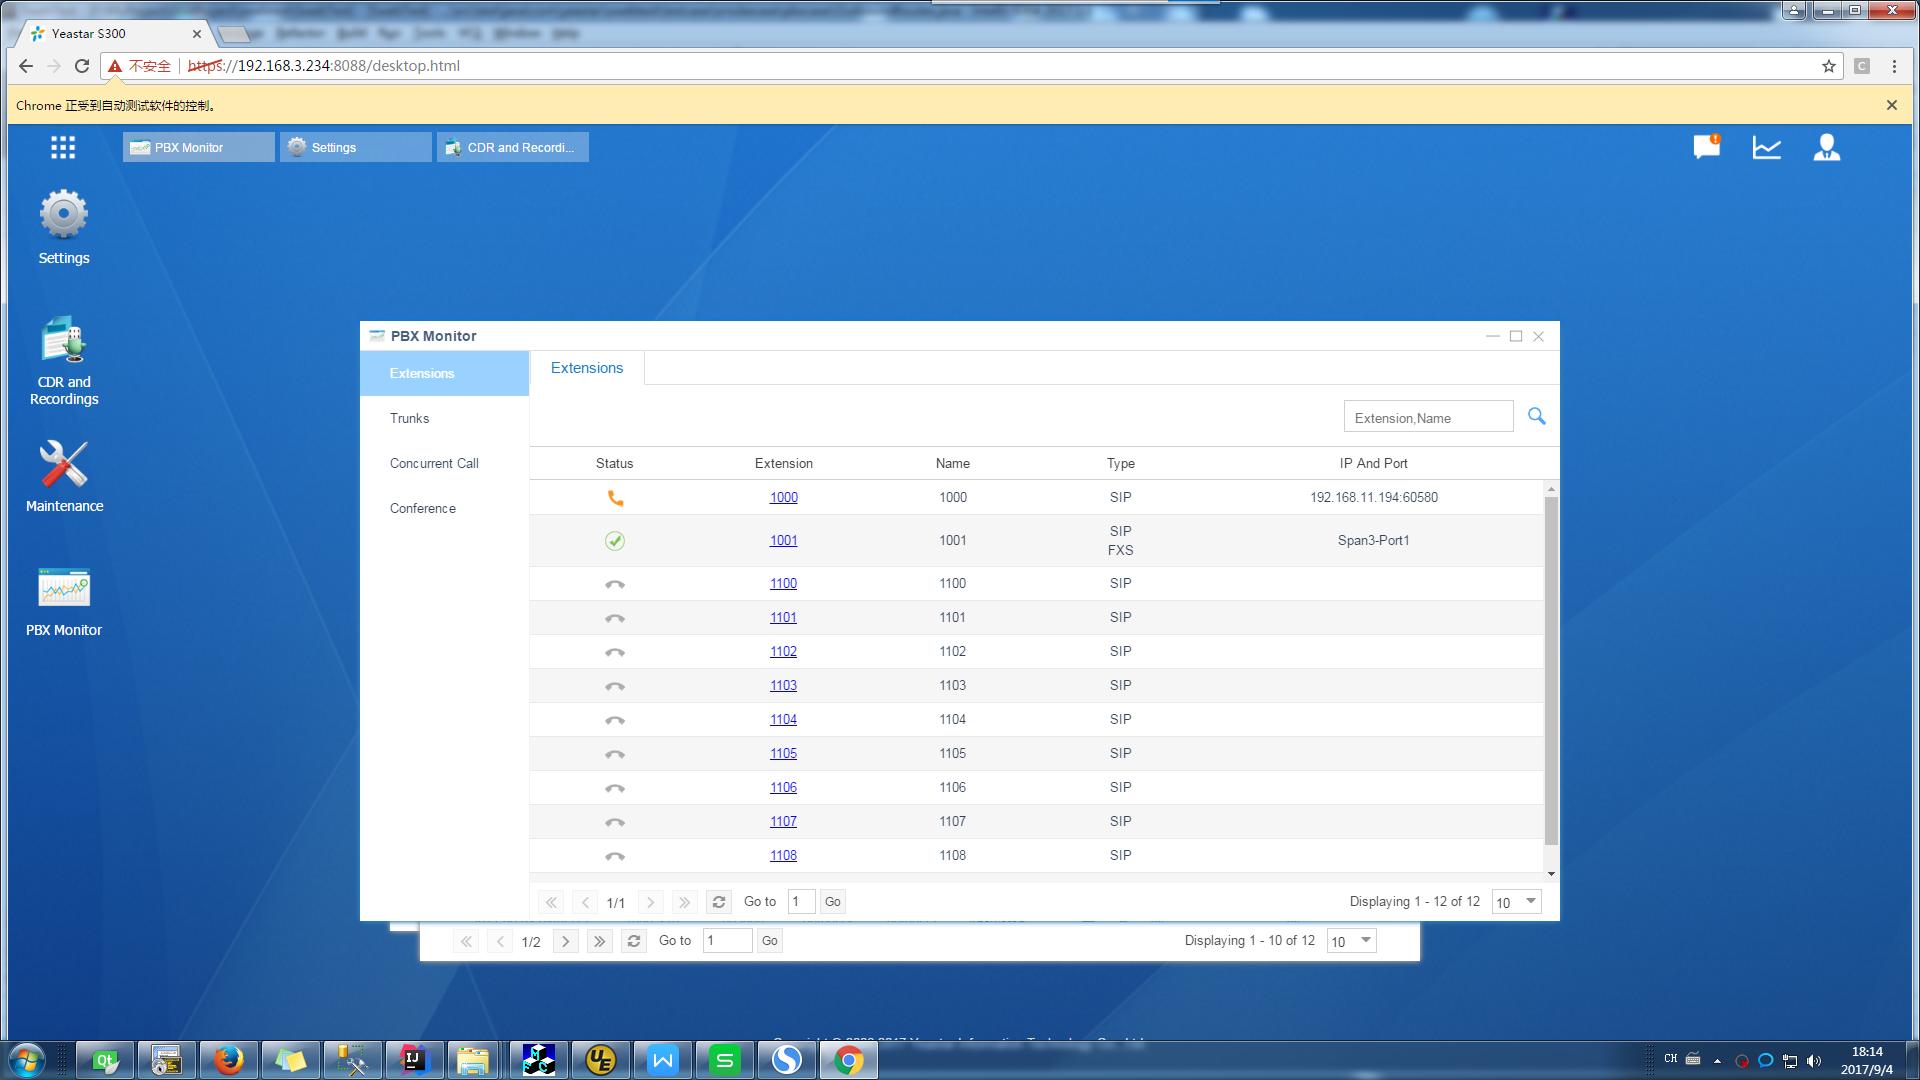 Yeastar S300
不安全 https://192.168.3.234:8088/desktop.html
Chrome 正受到自动测试软件的控制。
PBX Monitor Settings CDR and Recordi...
Settings
CDR and
Recordings
Maintenance
PBX Monitor
PBX Monitor
Extensions
Trunks
Concurrent Call
Conference
Extensions
Extension,Name
Status Extension Name Type IP And Port
1000 1000 SIP 192.168.11.194:60580
1001 1001 SIP FXS Span3-Port1
1100 1100 SIP
1101 1101 SIP
1102 1102 SIP
1103 1103 SIP
1104 1104 SIP
1105 1105 SIP
1106 1106 SIP
1107 1107 SIP
1108 1108 SIP
1/1 Go to 1 Go Displaying 1 - 12 of 12 10
1/2 Go to 1 Go Displaying 1 - 10 of 12 10
CH 18:14
2017/9/4